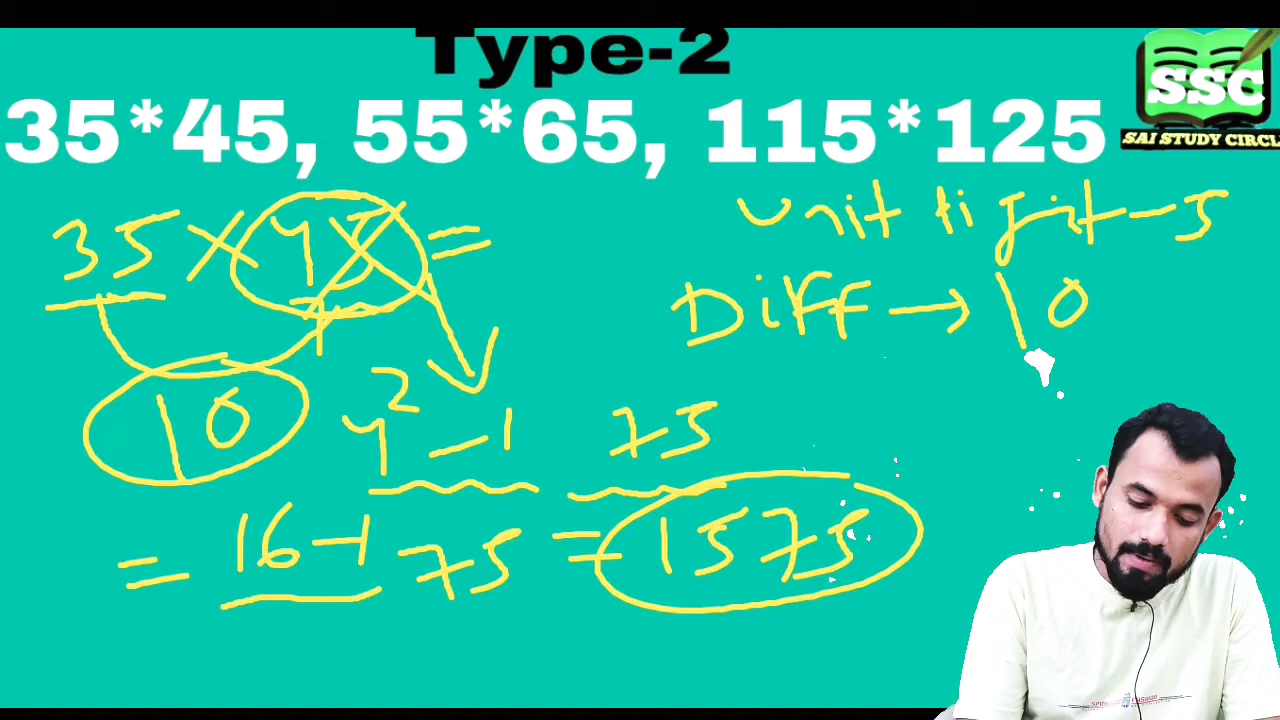 Type-2
35*45, 55*65, 115*125
SSC
SAI STUDY CIRCL
35 × 45 =
Unit digit - 5
Diff → 10
10
4² - 1 75
= 16-1 75 = 1575